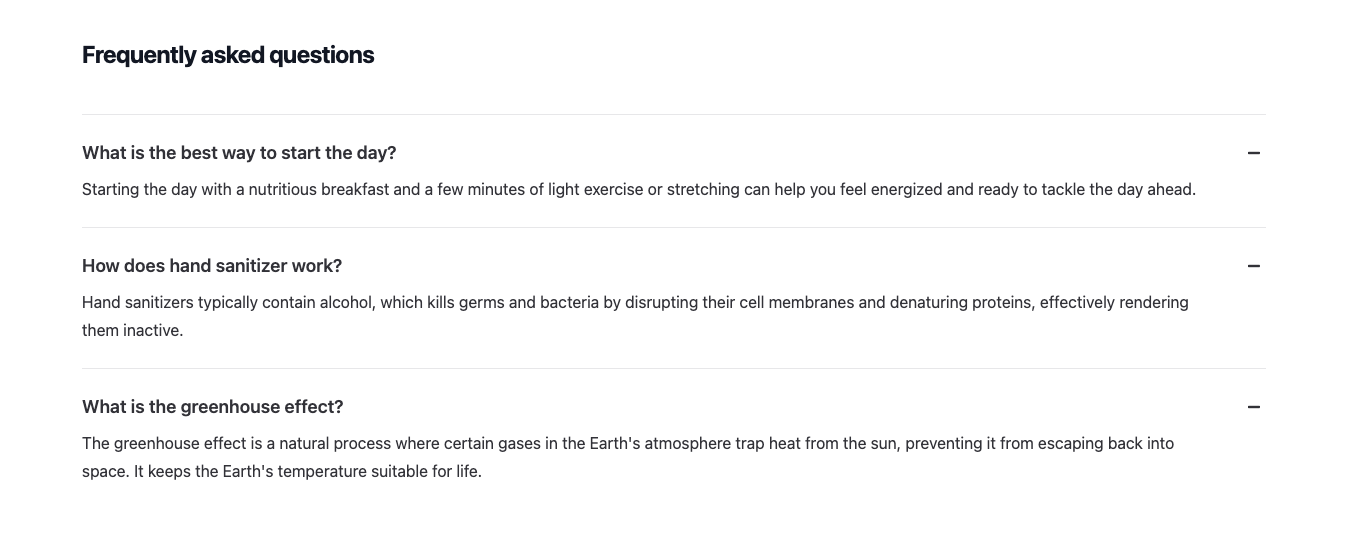 Frequently asked questions
What is the best way to start the day?
Starting the day with a nutritious breakfast and a few minutes of light exercise or stretching can help you feel energized and ready to tackle the day ahead.
How does hand sanitizer work?
Hand sanitizers typically contain alcohol, which kills germs and bacteria by disrupting their cell membranes and denaturing proteins, effectively rendering
them inactive.
What is the greenhouse effect?
The greenhouse effect is a natural process where certain gases in the Earth's atmosphere trap heat from the sun, preventing it from escaping back into
space. It keeps the Earth's temperature suitable for life.